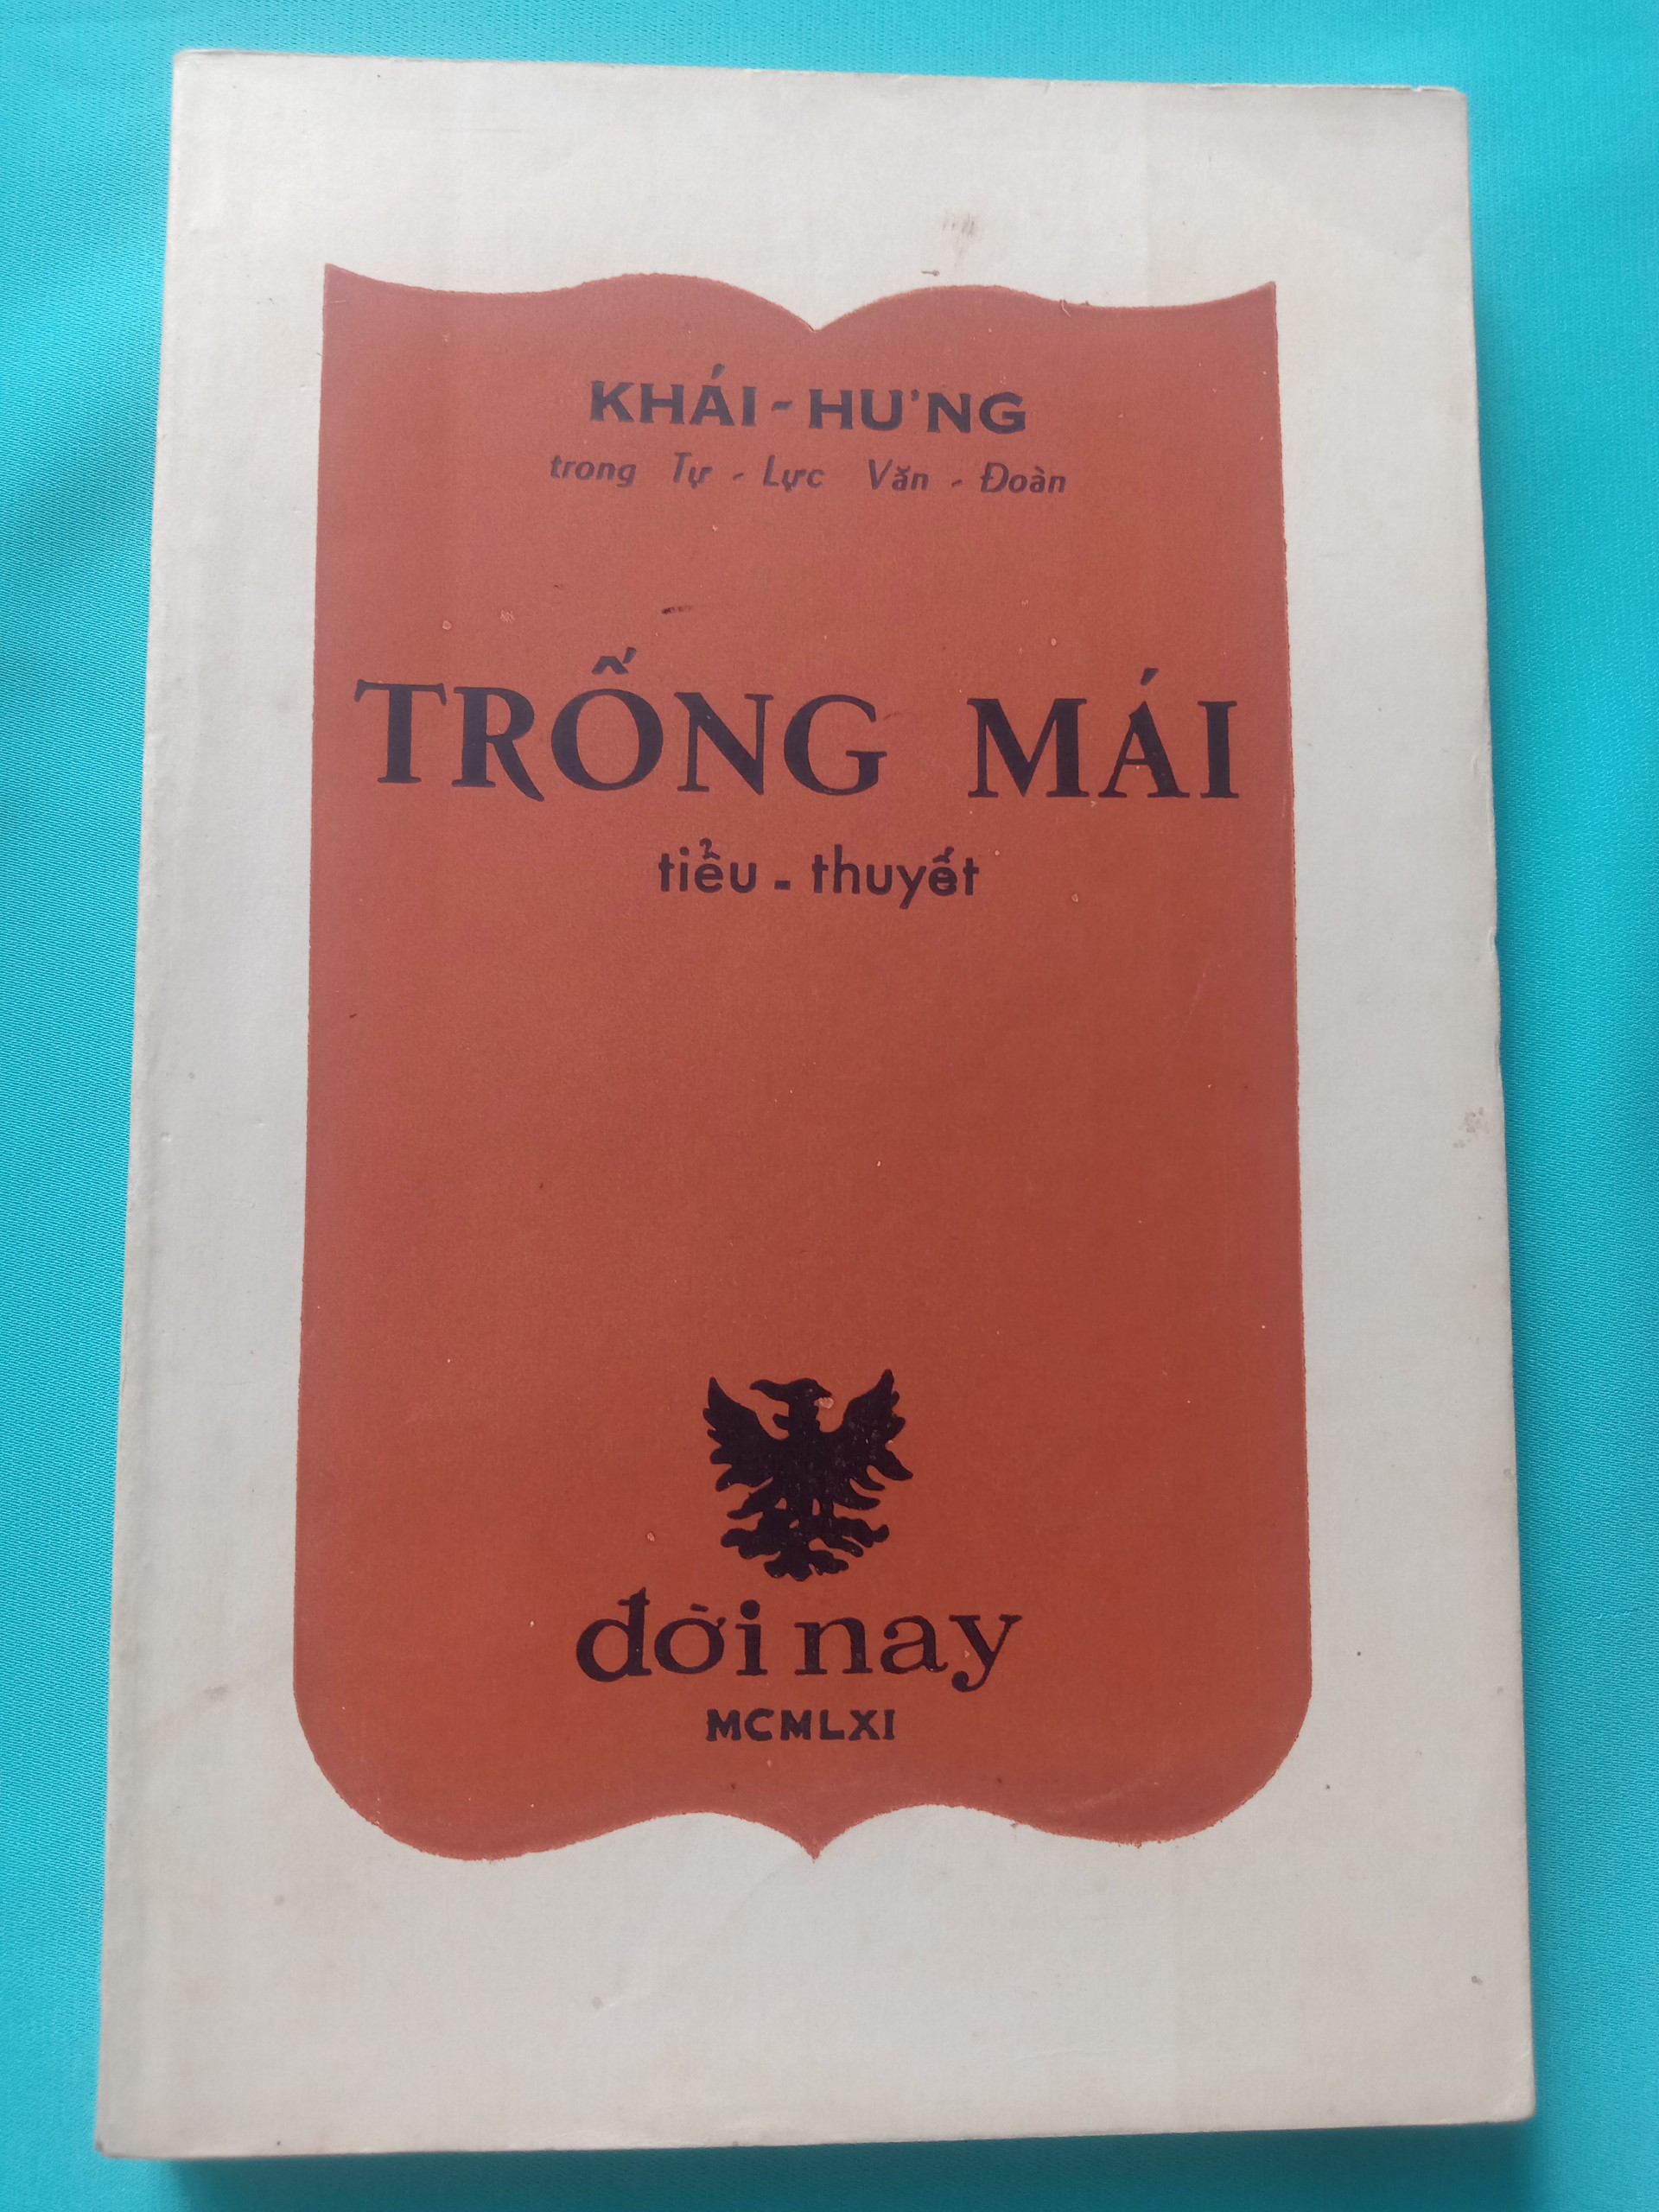 KHÁI - HƯNG
trong Tự - Lực Văn - Đoàn
TRỐNG MÁI
tiểu - thuyết
đời nay
MCMLXI